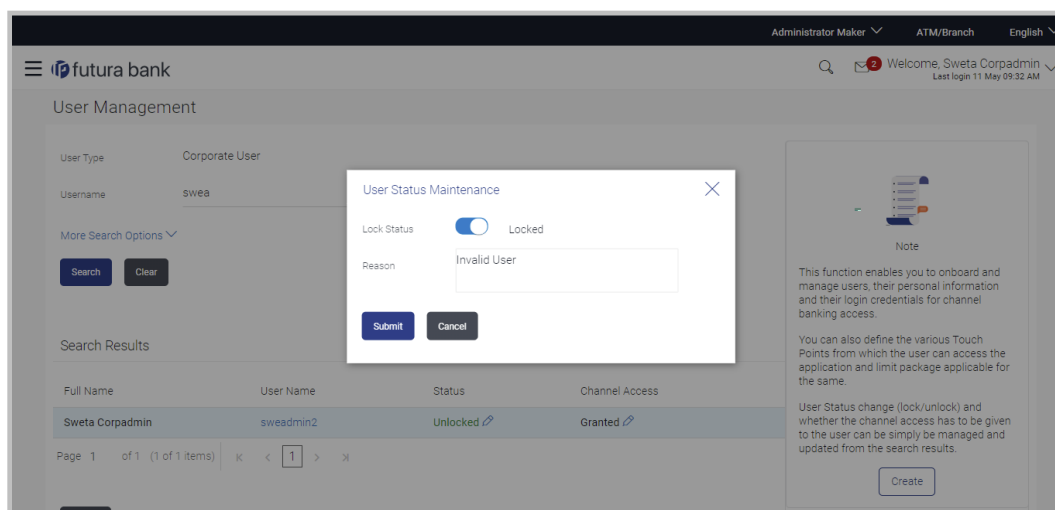 Administrator Maker ATM/Branch English
futura bank
2 Welcome, Sweta Corpadmin
Last login 11 May 09:32 AM
User Management
User Type Corporate User
Username swea
More Search Options
Search Clear
User Status Maintenance
Lock Status Locked
Reason Invalid User
Submit Cancel
Search Results
Full Name User Name Status Channel Access
Sweta Corpadmin sweadmin2 Unlocked Granted
Page 1 of 1 (1 of 1 items) K < 1 > >|
Note
This function enables you to onboard and
manage users, their personal information
and their login credentials for channel
banking access.
You can also define the various Touch
Points from which the user can access the
application and limit package applicable for
the same.
User Status change (lock/unlock) and
whether the channel access has to be given
to the user can be simply be managed and
updated from the search results.
Create